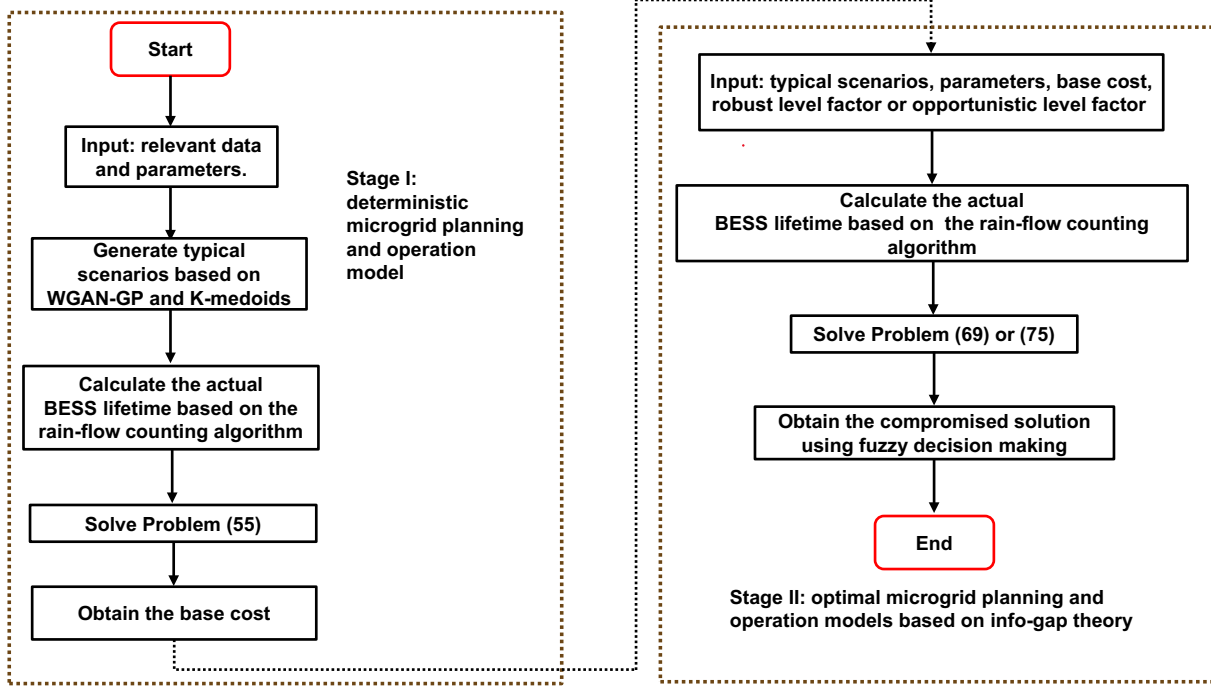 Start
Input: relevant data
and parameters.
Generate typical
scenarios based on
WGAN-GP and K-medoids
Calculate the actual
BESS lifetime based on the
rain-flow counting algorithm
Solve Problem (55)
Obtain the base cost
Stage I:
deterministic
microgrid planning
and operation
model
Input: typical scenarios, parameters, base cost,
robust level factor or opportunistic level factor
Calculate the actual
BESS lifetime based on  the rain-flow counting
algorithm
Solve Problem (69) or (75)
Obtain the compromised solution
using fuzzy decision making
End
Stage II: optimal microgrid planning and
operation models based on info-gap theory